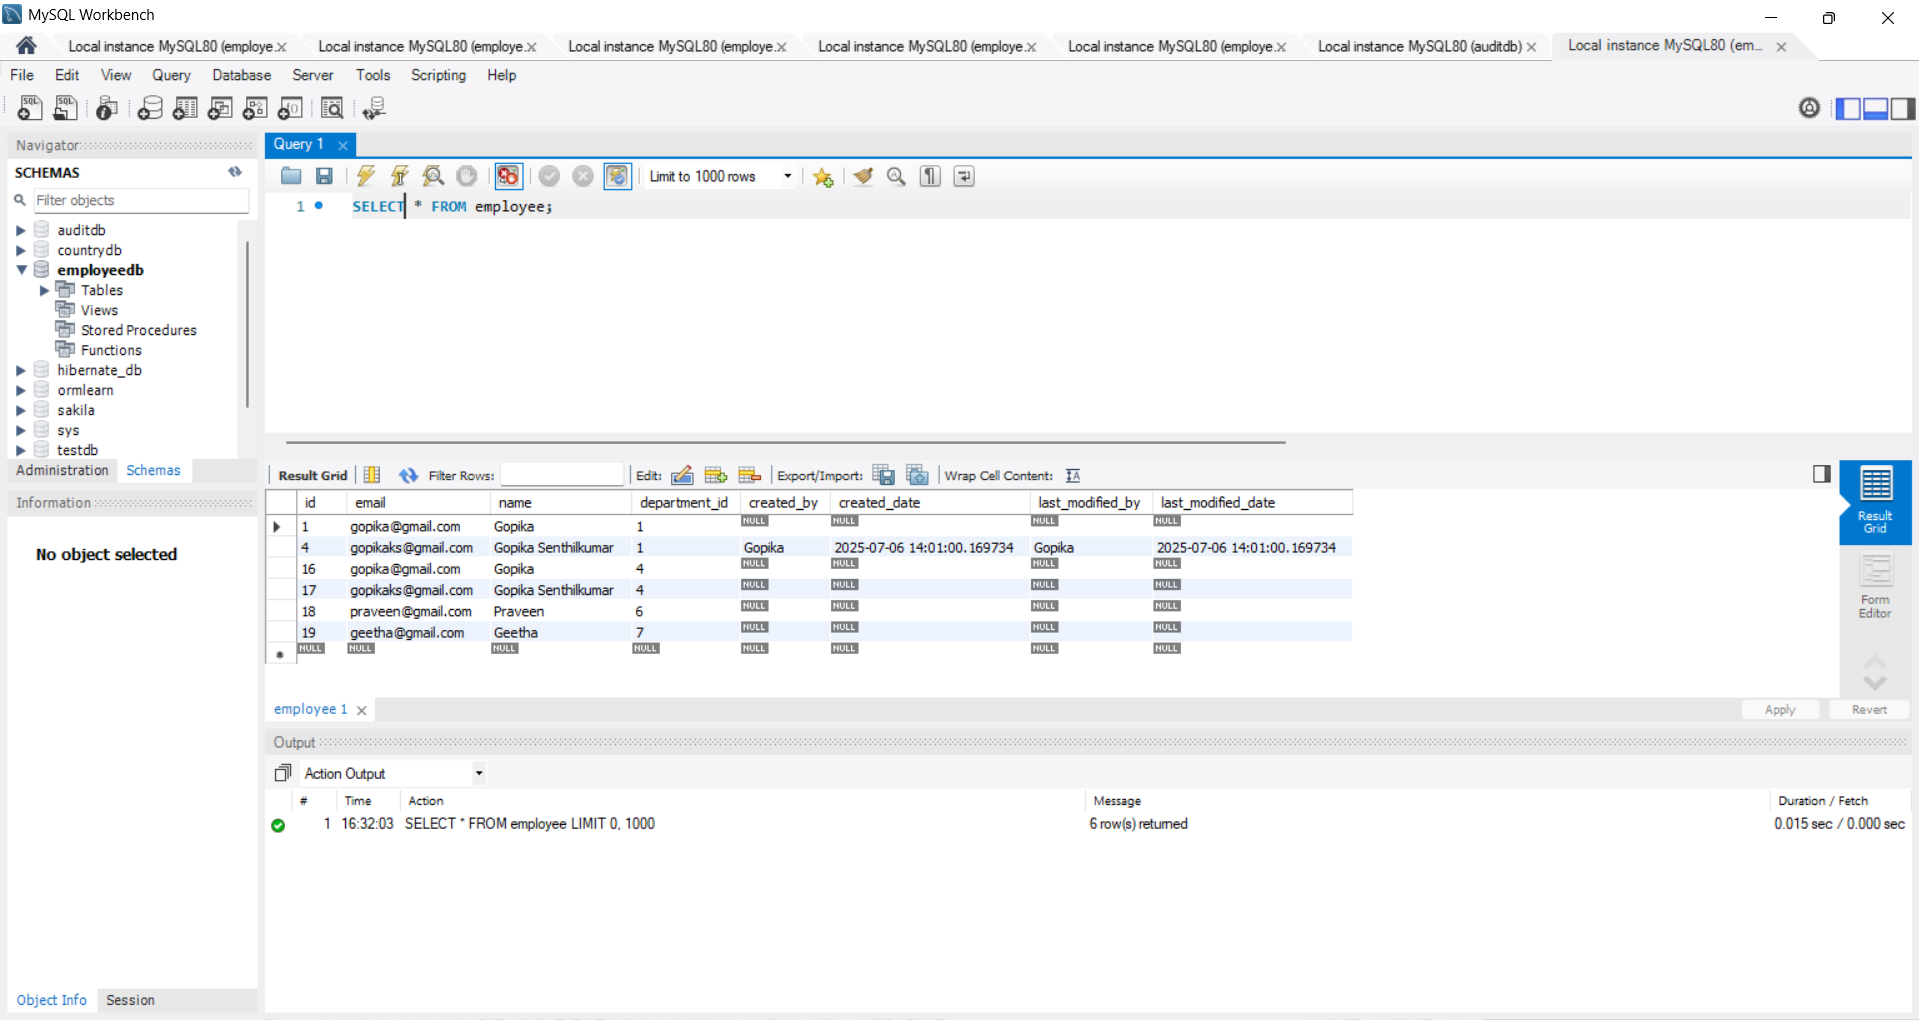 MySQL Workbench
Local instance MySQL80 (employe.× Local instance MySQL80 (employe.× Local instance MySQL80 (employe.× Local instance MySQL80 (employe.× Local instance MySQL80 (employe.× Local instance MySQL80 (auditdb) × Local instance MySQL80 (em... ×
File Edit View Query Database Server Tools Scripting Help
Navigator
Query 1
SCHEMAS
Limit to 1000 rows
Filter objects
1 SELECT * FROM employee;
auditdb
countrydb
employeedb
Tables
Views
Stored Procedures
Functions
hibernate_db
ormlearn
sakila
sys
testdb
Administration Schemas
Result Grid Filter Rows: Edit: Export/Import: Wrap Cell Content:
Information
No object selected
id email name department_id created_by created_date last_modified_by last_modified_date
1 gopika@gmail.com Gopika 1 NULL NULL NULL NULL
4 gopikaks@gmail.com Gopika Senthilkumar 1 Gopika 2025-07-06 14:01:00.169734 Gopika 2025-07-06 14:01:00.169734
16 gopika@gmail.com Gopika 4 NULL NULL NULL NULL
17 gopikaks@gmail.com Gopika Senthilkumar 4 NULL NULL NULL NULL
18 praveen@gmail.com Praveen 6 NULL NULL NULL NULL
19 geetha@gmail.com Geetha 7 NULL NULL NULL NULL
NULL NULL NULL NULL NULL NULL NULL NULL
Result
Grid
Form
Editor
employee 1
Apply Revert
Output
Action Output
# Time Action Message Duration / Fetch
1 16:32:03 SELECT * FROM employee LIMIT 0, 1000 6 row(s) returned 0.015 sec / 0.000 sec
Object Info Session